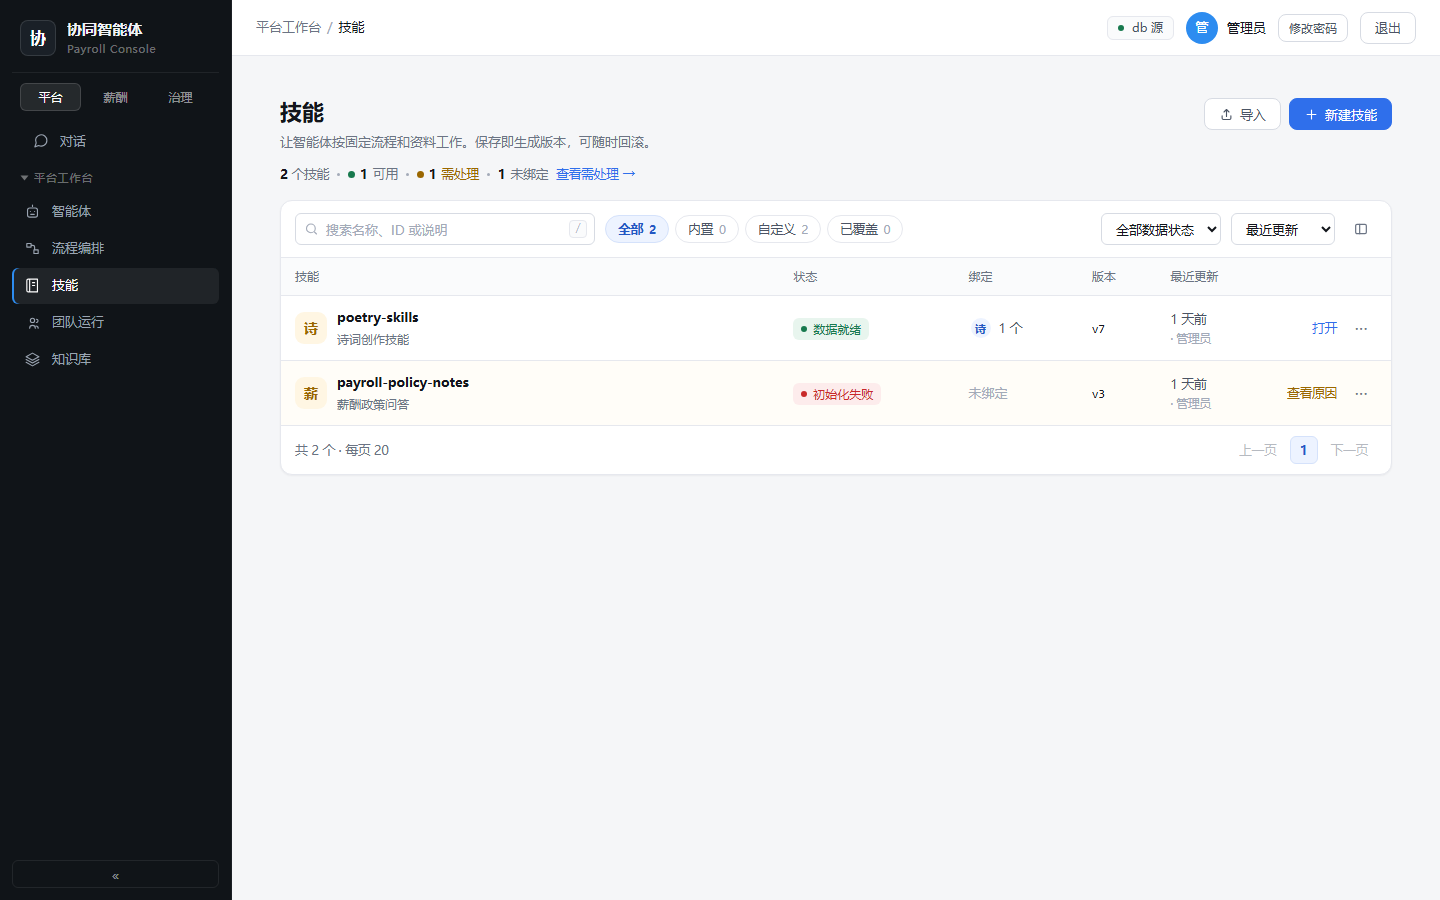 协
协同智能体
Payroll Console
平台 薪酬 治理
对话
平台工作台
智能体
流程编排
技能
团队运行
知识库
«
平台工作台 / 技能
db 源
管 管理员
修改密码
退出
技能
让智能体按固定流程和资料工作。保存即生成版本，可随时回滚。
导入
+ 新建技能
2 个技能 · 1 可用 · 1 需处理 · 1 未绑定 查看需处理 →
搜索名称、ID 或说明 /
全部 2 内置 0 自定义 2 已覆盖 0
全部数据状态 最近更新
技能 状态 绑定 版本 最近更新
诗 poetry-skills
诗词创作技能
数据就绪
诗 1 个
v7
1 天前
· 管理员
打开 ···
薪 payroll-policy-notes
薪酬政策问答
初始化失败
未绑定
v3
1 天前
· 管理员
查看原因 ···
共 2 个 · 每页 20
上一页 1 下一页